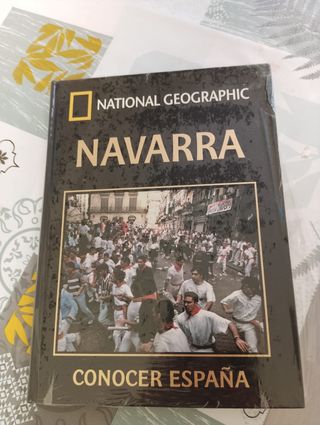 NATIONAL GEOGRAPHIC
NAVARRA
CONOCER ESPAÑA